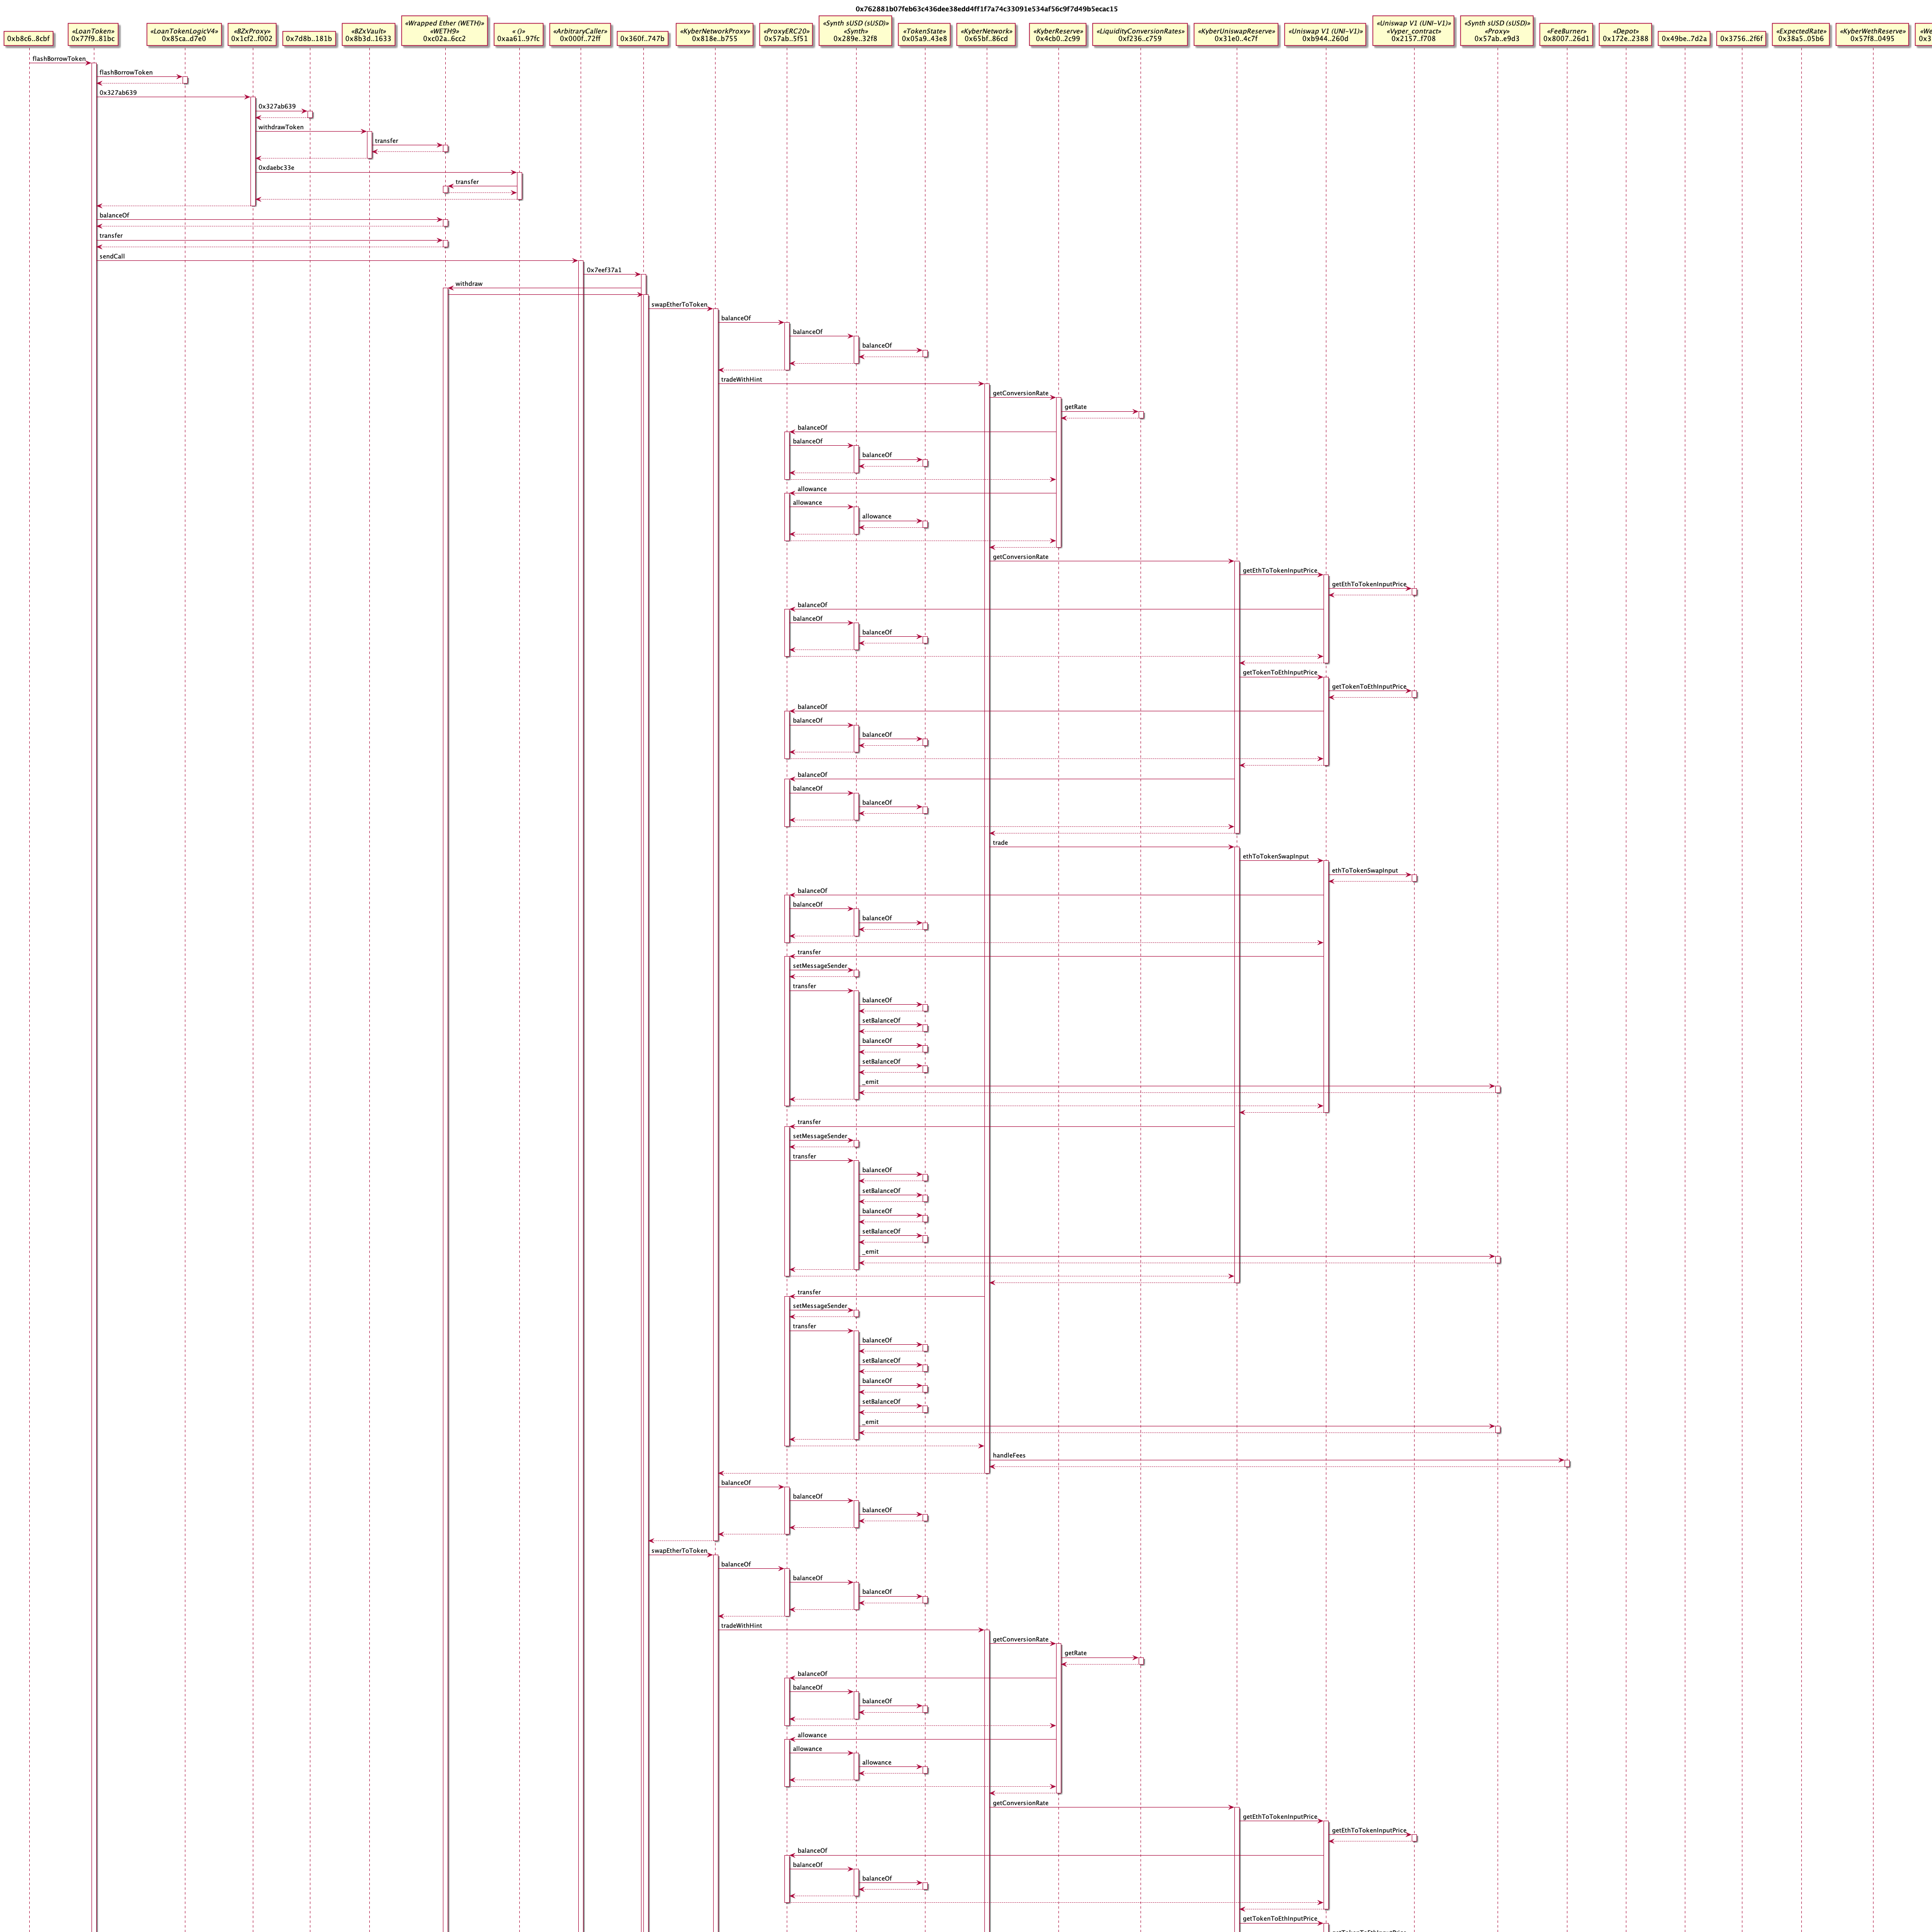 0x762881b07feb63c436dee38edd4ff1f7a74c33091e534af56c9f7d49b5ecac15
0xb8c6..8cbf
«LoanToken»
0x77f9..81bc
«LoanTokenLogicV4»
0x85ca..d7e0
«BZxProxy»
0x1cf2..f002
0x7d8b..181b
«BZxVault»
0x8b3d..1633
«Wrapped Ether (WETH)»
«WETH9»
0xc02a..6cc2
« ()»
0xaa61..97fc
«ArbitraryCaller»
0x000f..72ff
0x360f..747b
«KyberNetworkProxy»
0x818e..b755
«ProxyERC20»
0x57ab..5f51
«Synth sUSD (sUSD)»
«Synth»
0x289e..32f8
«TokenState»
0x05a9..43e8
«KyberNetwork»
0x65bf..86cd
«KyberReserve»
0x4cb0..2c99
«LiquidityConversionRates»
0xf236..c759
«KyberUniswapReserve»
0x31e0..4c7f
«Uniswap V1 (UNI-V1)»
0xb944..260d
«Uniswap V1 (UNI-V1)»
«Vyper_contract»
0x2157..f708
«Synth sUSD (sUSD)»
«Proxy»
0x57ab..e9d3
«FeeBurner»
0x8007..26d1
«Depot»
0x172e..2388
0x49be..7d2a
0x3756..2f6f
«ExpectedRate»
0x38a5..05b6
«KyberWethReserve»
0x57f8..0495
flashBorrowToken
flashBorrowToken
0x327ab639
0x327ab639
withdrawToken
transfer
0xdaebc33e
transfer
balanceOf
transfer
sendCall
0x7eef37a1
withdraw
swapEtherToToken
balanceOf
balanceOf
balanceOf
tradeWithHint
getConversionRate
getRate
balanceOf
balanceOf
balanceOf
allowance
allowance
allowance
getConversionRate
getEthToTokenInputPrice
getEthToTokenInputPrice
balanceOf
balanceOf
balanceOf
getTokenToEthInputPrice
getTokenToEthInputPrice
balanceOf
balanceOf
balanceOf
balanceOf
balanceOf
balanceOf
trade
ethToTokenSwapInput
ethToTokenSwapInput
balanceOf
balanceOf
balanceOf
transfer
setMessageSender
transfer
balanceOf
setBalanceOf
balanceOf
setBalanceOf
_emit
transfer
setMessageSender
transfer
balanceOf
setBalanceOf
balanceOf
setBalanceOf
_emit
transfer
setMessageSender
transfer
balanceOf
setBalanceOf
balanceOf
setBalanceOf
_emit
handleFees
balanceOf
balanceOf
balanceOf
swapEtherToToken
balanceOf
balanceOf
balanceOf
tradeWithHint
getConversionRate
getRate
balanceOf
balanceOf
balanceOf
allowance
allowance
allowance
getConversionRate
getEthToTokenInputPrice
getEthToTokenInputPrice
balanceOf
balanceOf
balanceOf
getTokenToEthInputPrice